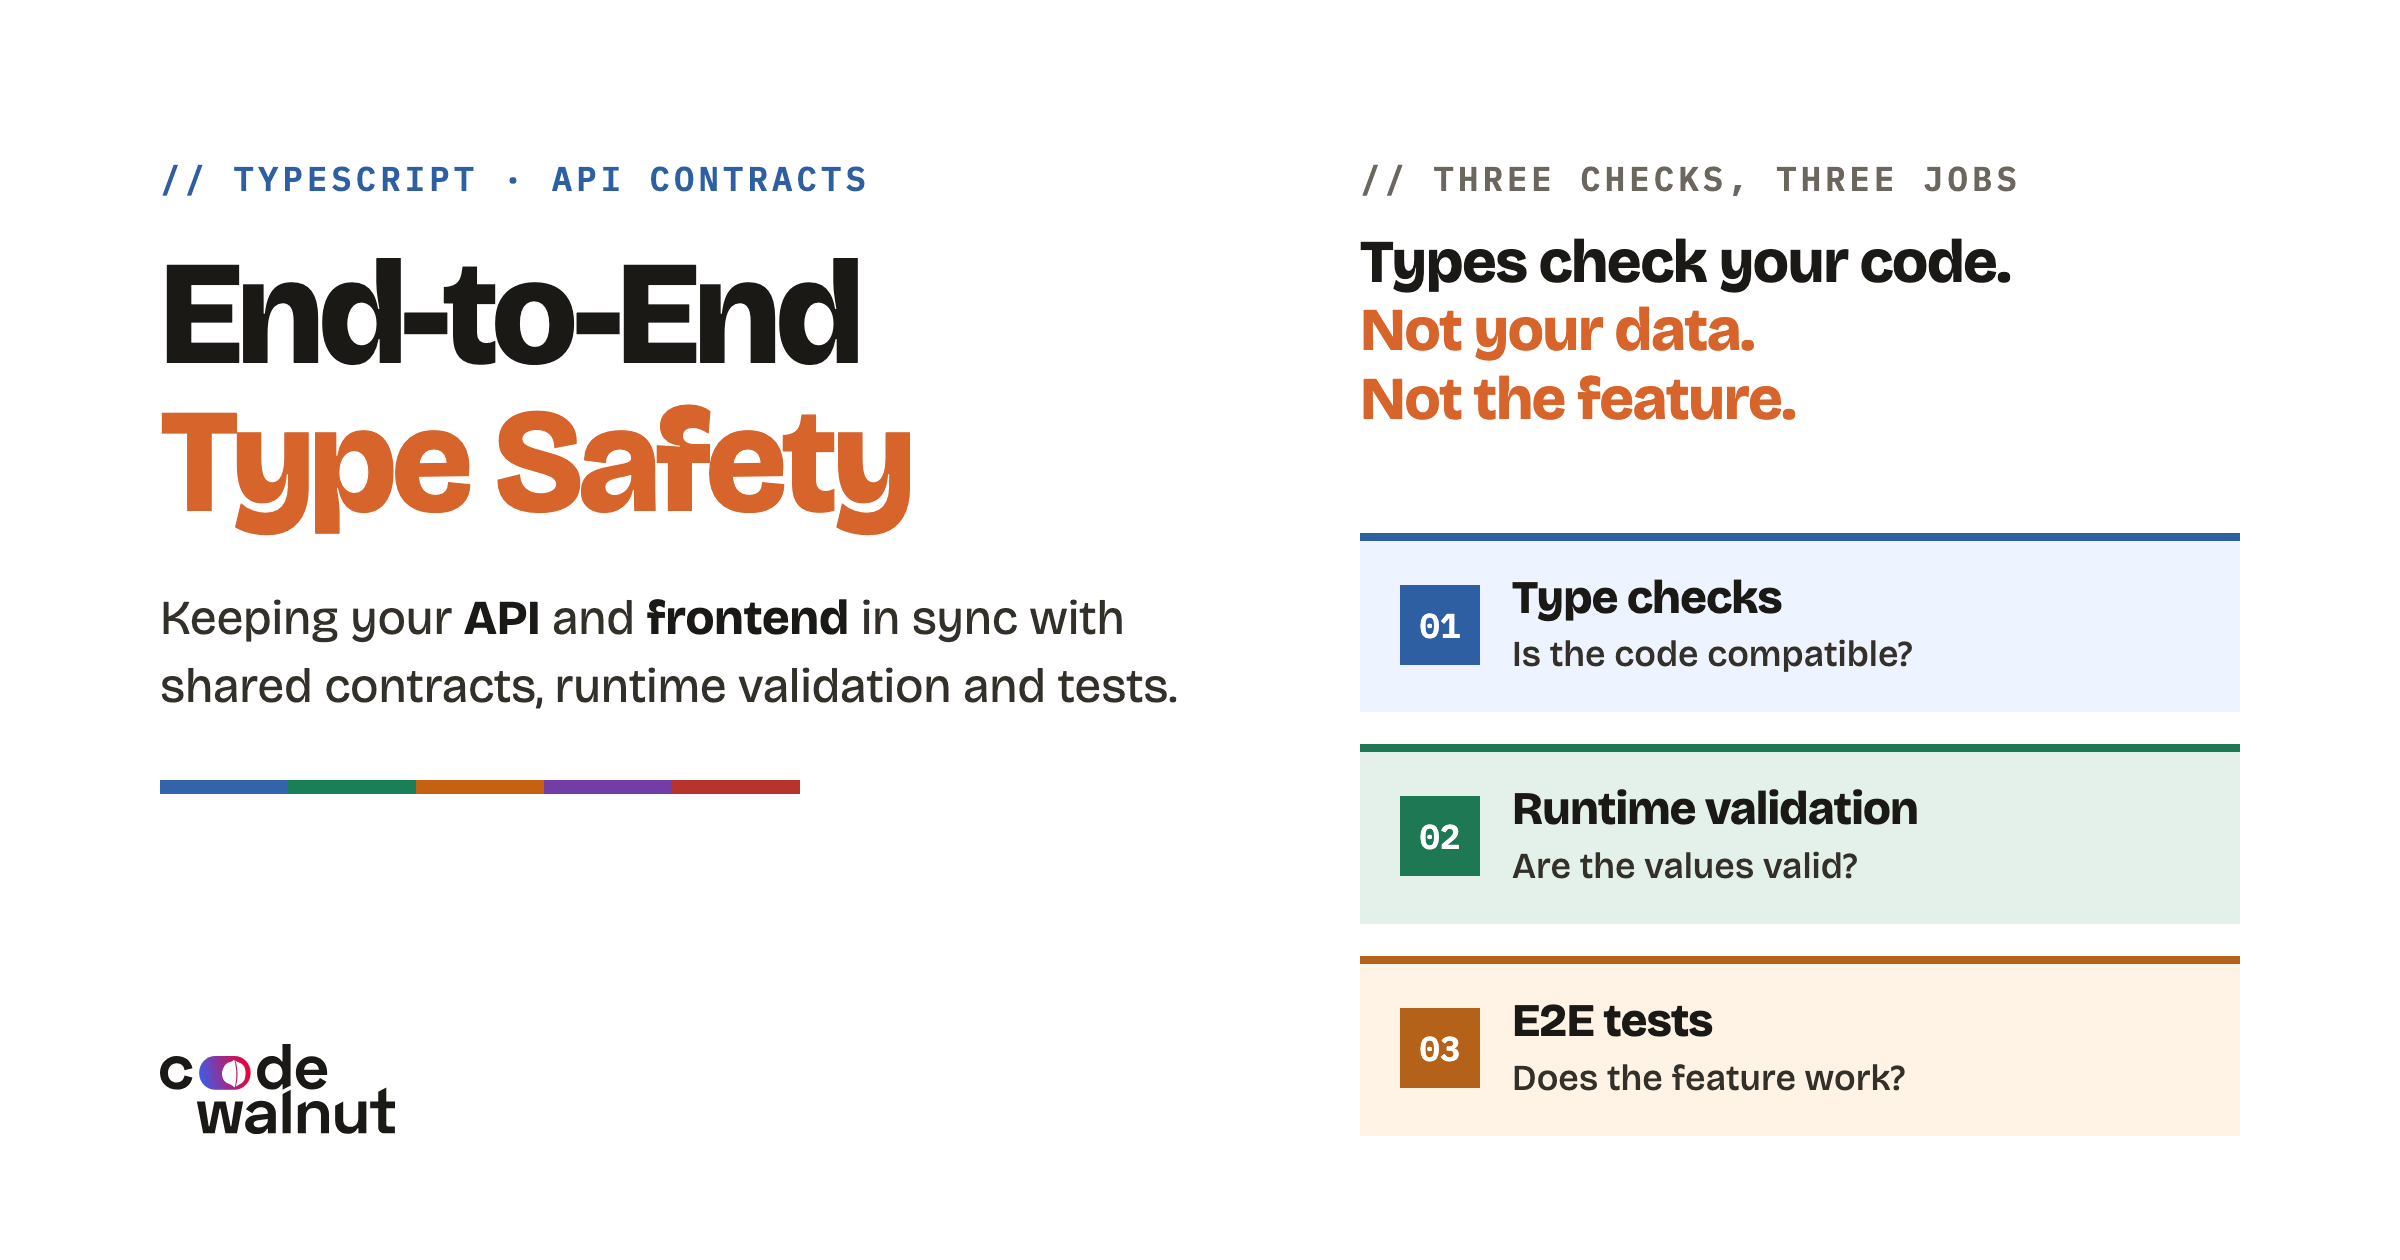 // TYPESCRIPT · API CONTRACTS
End-to-End
Type Safety
Keeping your API and frontend in sync with
shared contracts, runtime validation and tests.
code
walnut
// THREE CHECKS, THREE JOBS
Types check your code.
Not your data.
Not the feature.
01
Type checks
Is the code compatible?
02
Runtime validation
Are the values valid?
03
E2E tests
Does the feature work?